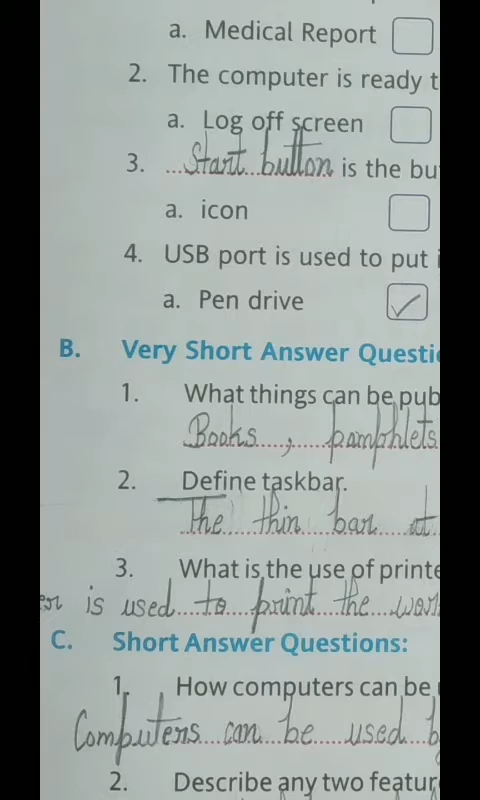 a. Medical Report
2. The computer is ready t
a. Log off screen
3. Start button is the bu
a. icon
4. USB port is used to put i
a. Pen drive
B. Very Short Answer Questi
1. What things can be pub
Books, pamphlets
2. Define taskbar.
The thin bar at
3. What is the use of printe
er is used to print the wor
C. Short Answer Questions:
1. How computers can be
Computers can be used b
2. Describe any two featur